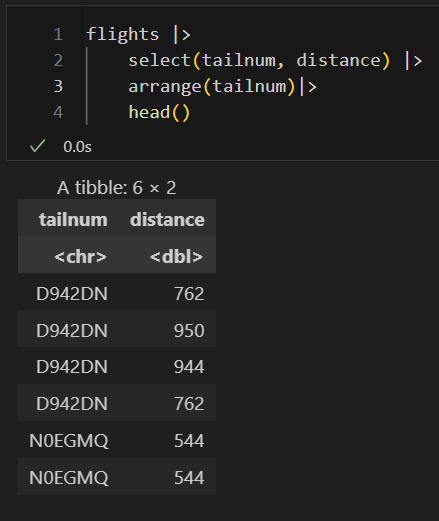 1 flights |>
2 select(tailnum, distance) |>
3 arrange(tailnum)|>
4 head()
✓ 0.0s
A tibble: 6 × 2
tailnum distance
<chr> <dbl>
D942DN 762
D942DN 950
D942DN 944
D942DN 762
N0EGMQ 544
N0EGMQ 544